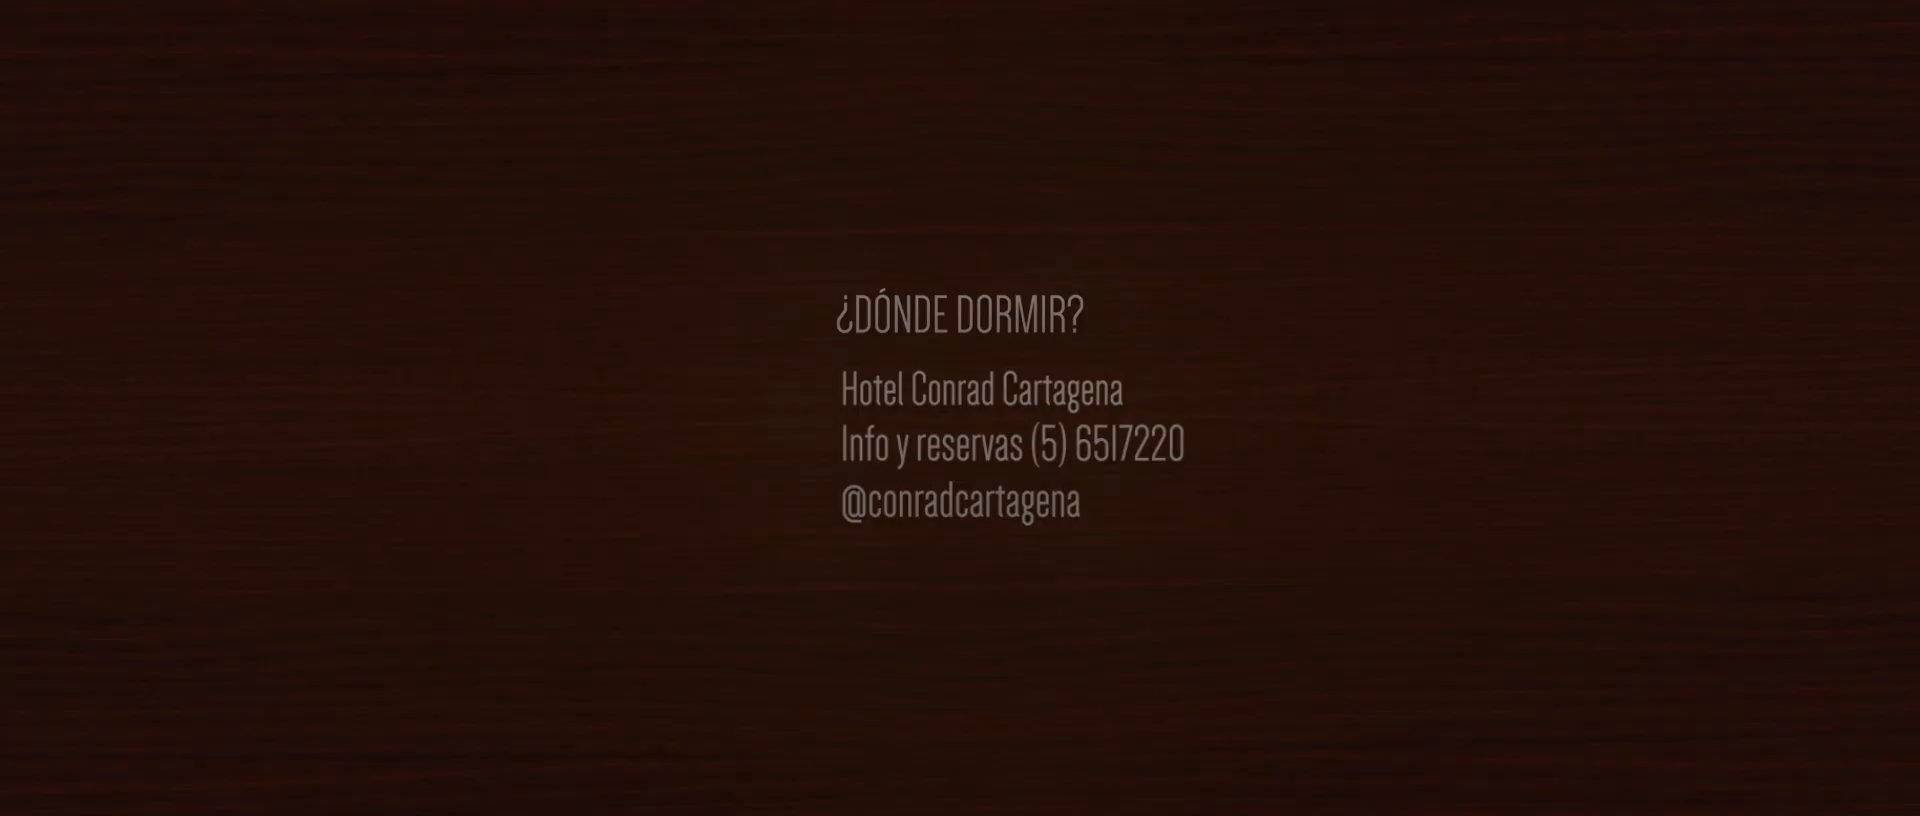 ¿DÓNDE DORMIR?
Hotel Conrad Cartagena
Info y reservas (5) 6517220
@conradcartagena